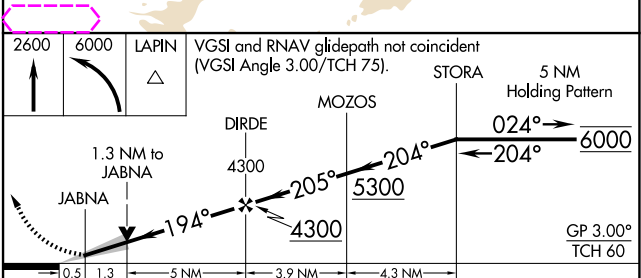 2600 6000 LAPIN
VGSI and RNAV glidepath not coincident
(VGSI Angle 3.00/TCH 75).
STORA
5 NM
Holding Pattern
MOZOS
DIRDE
024°
6000
204°
1.3 NM to
JABNA
4300
204°
205°
5300
JABNA
194°
4300
GP 3.00°
TCH 60
0.5 1.3 5 NM 3.9 NM 4.3 NM